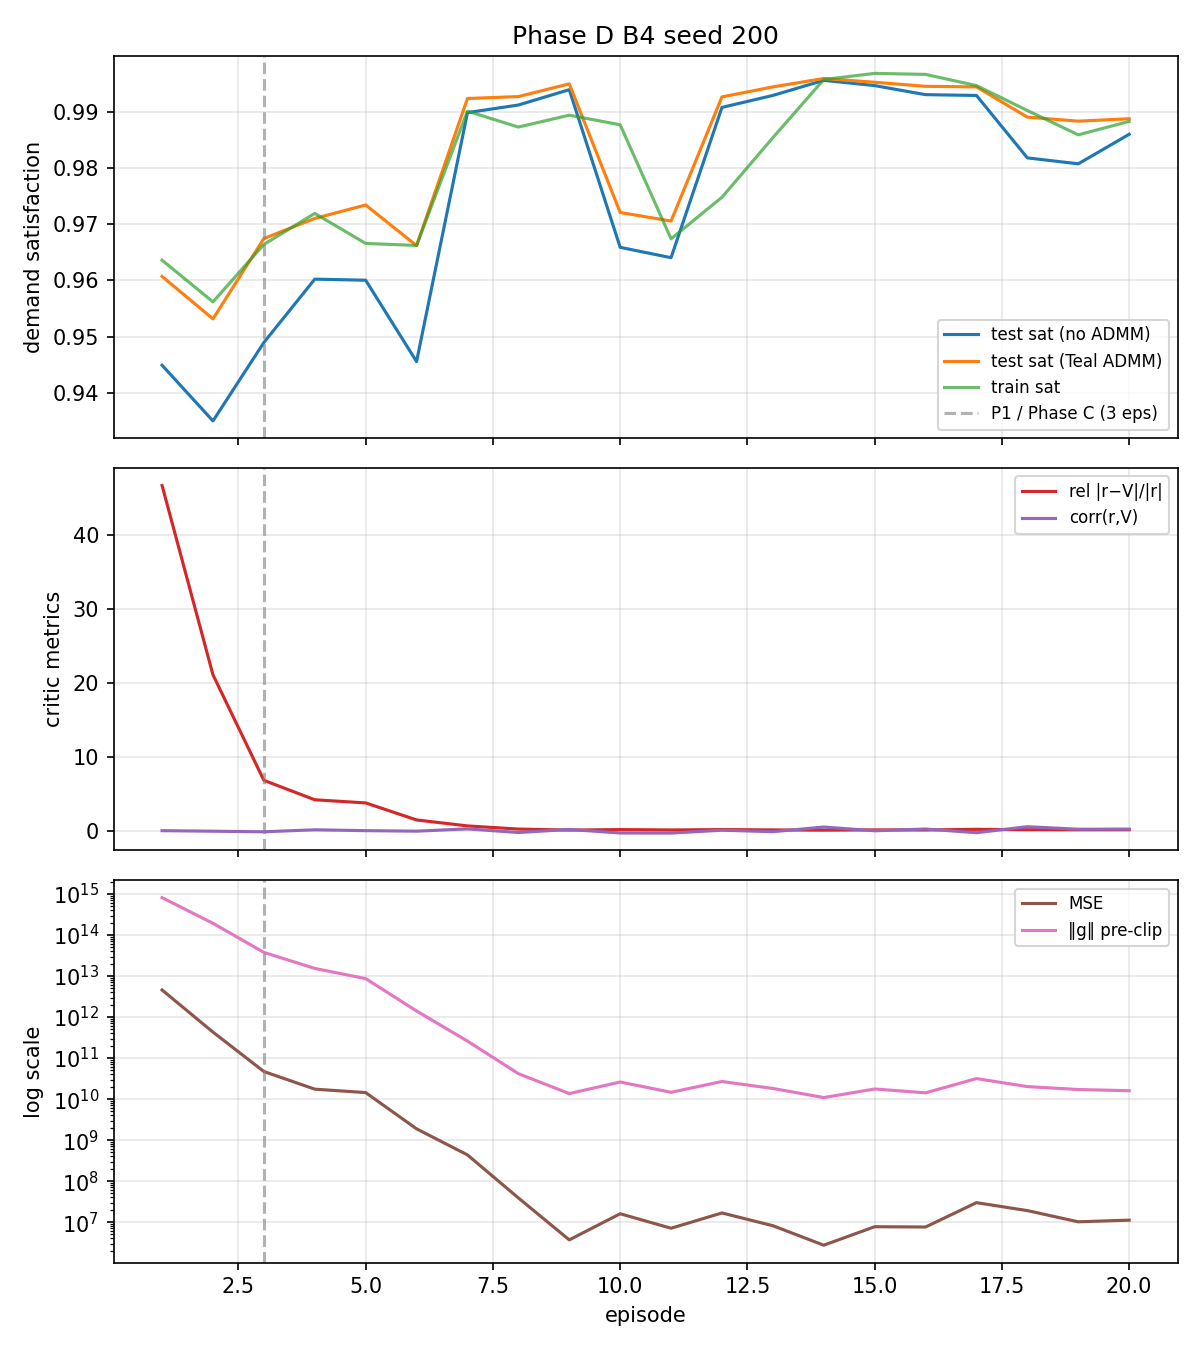 Phase D B4 seed 200
demand satisfaction
0.99
0.98
0.97
0.96
0.95
0.94
test sat (no ADMM)
test sat (Teal ADMM)
train sat
P1 / Phase C (3 eps)
critic metrics
40
30
20
10
0
rel |r−V|/|r|
corr(r,V)
log scale
10¹⁵
10¹⁴
10¹³
10¹²
10¹¹
10¹⁰
10⁹
10⁸
10⁷
MSE
‖g‖ pre-clip
2.5 5.0 7.5 10.0 12.5 15.0 17.5 20.0
episode